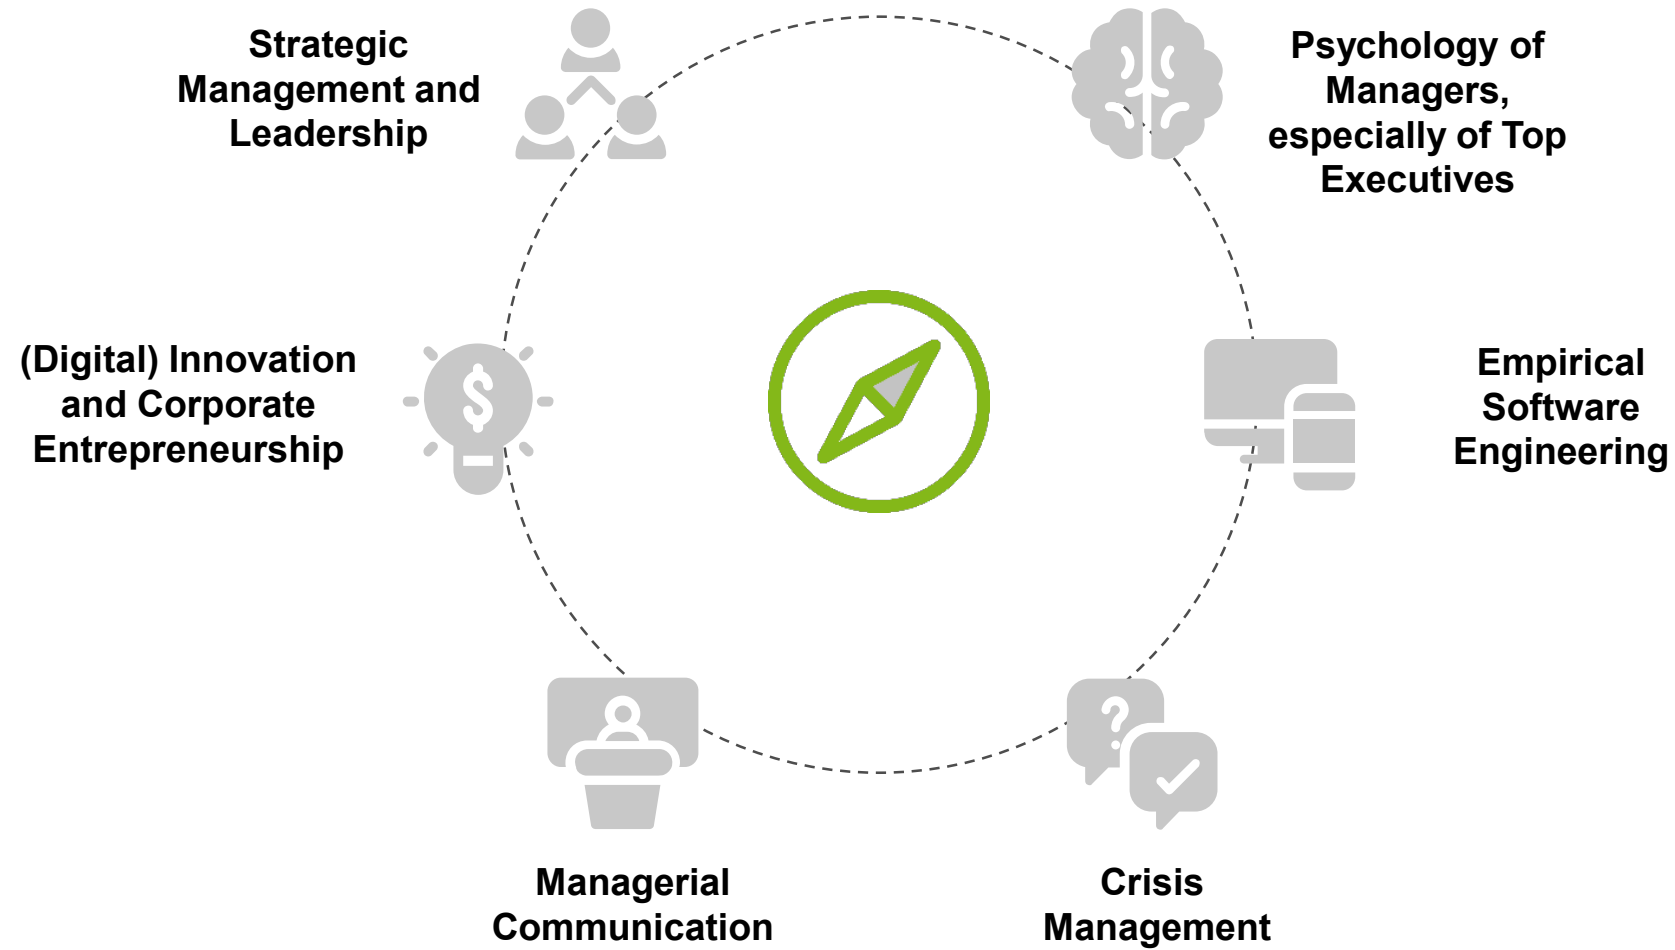 Strategic
Management and
Leadership
Psychology of
Managers,
especially of Top
Executives
(Digital) Innovation
and Corporate
Entrepreneurship
$
Empirical
Software
Engineering
?
Managerial
Communication
Crisis
Management